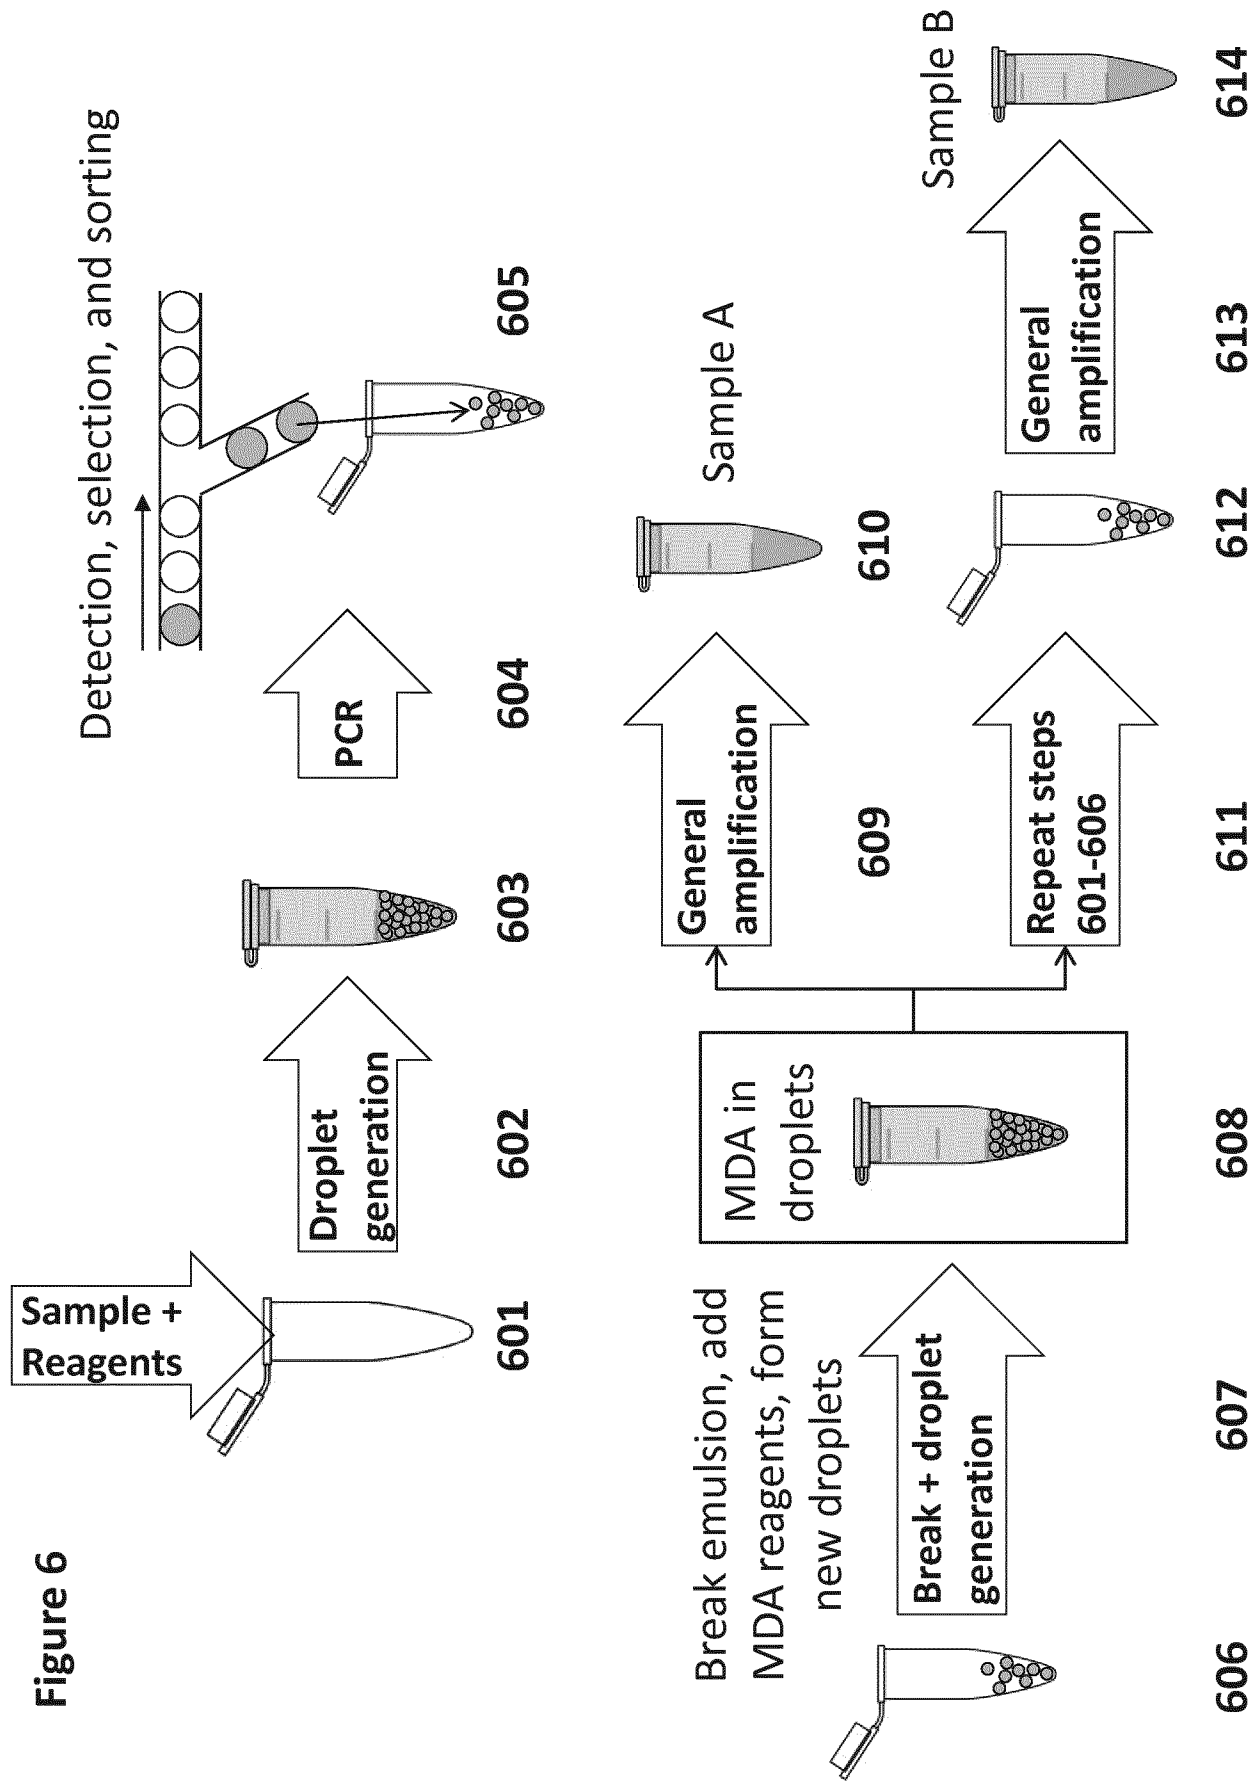 Figure 6
Sample +
Reagents
601
Droplet
generation
602
603
PCR
604
Detection, selection, and sorting
605
606
Break emulsion, add
MDA reagents, form
new droplets
Break + droplet
generation
607
MDA in
droplets
608
General
amplification
609
610
Sample A
Repeat steps
601-606
611
612
General
amplification
613
Sample B
614